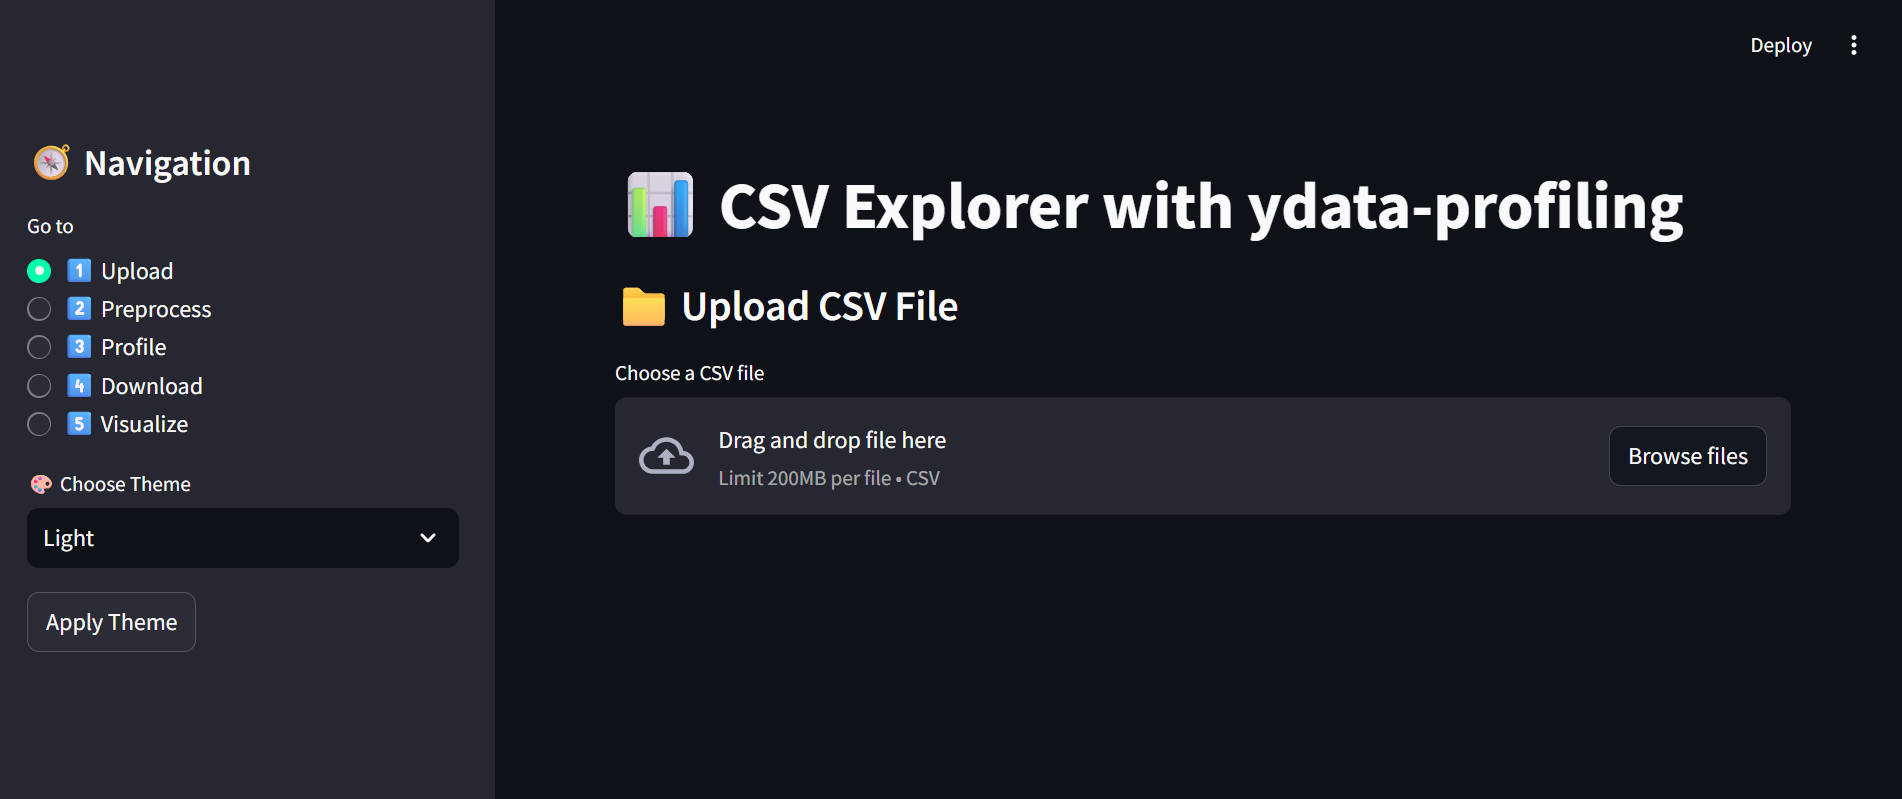 Deploy
Navigation
Go to
1 Upload
2 Preprocess
3 Profile
4 Download
5 Visualize
Choose Theme
Light
Apply Theme
CSV Explorer with ydata-profiling
Upload CSV File
Choose a CSV file
Drag and drop file here
Limit 200MB per file • CSV
Browse files